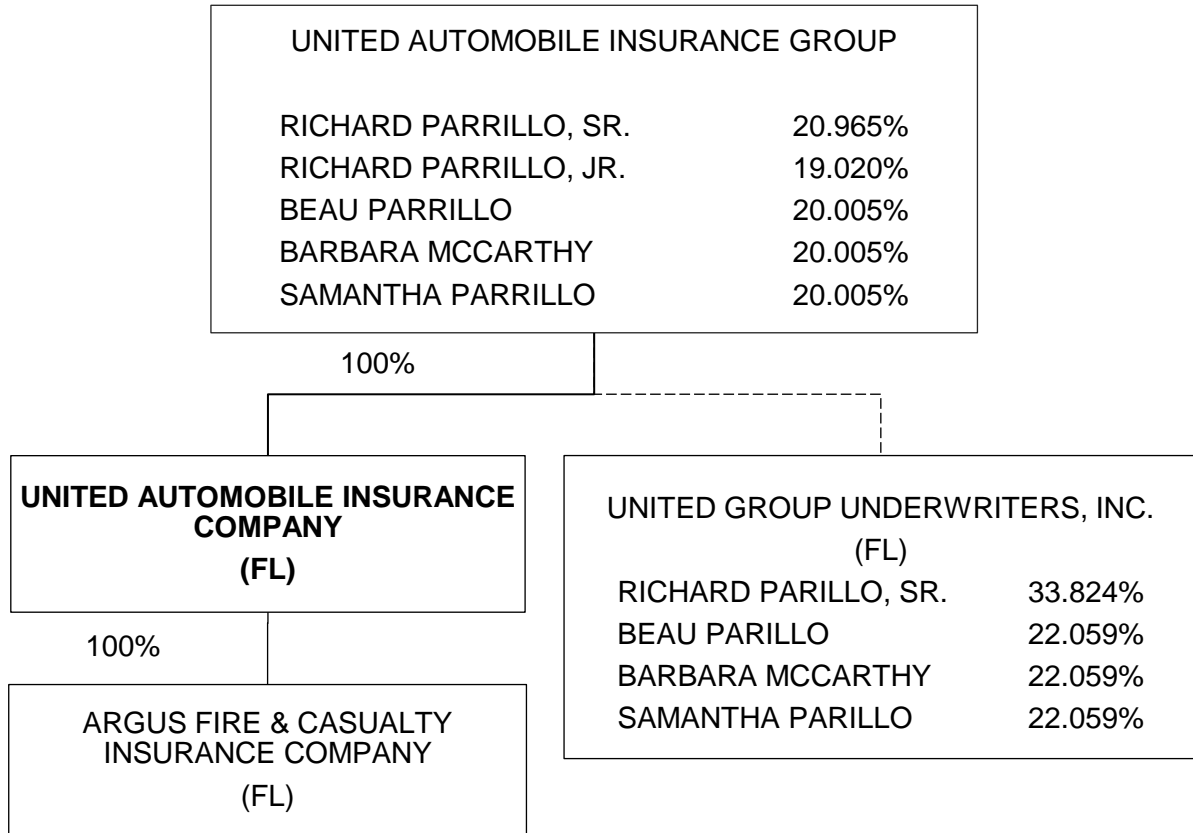 UNITED AUTOMOBILE INSURANCE GROUP
RICHARD PARRILLO, SR. 20.965%
RICHARD PARRILLO, JR. 19.020%
BEAU PARRILLO 20.005%
BARBARA MCCARTHY 20.005%
SAMANTHA PARRILLO 20.005%
100%
UNITED AUTOMOBILE INSURANCE
COMPANY
(FL)
100%
ARGUS FIRE & CASUALTY
INSURANCE COMPANY
(FL)
UNITED GROUP UNDERWRITERS, INC.
(FL)
RICHARD PARILLO, SR. 33.824%
BEAU PARILLO 22.059%
BARBARA MCCARTHY 22.059%
SAMANTHA PARILLO 22.059%